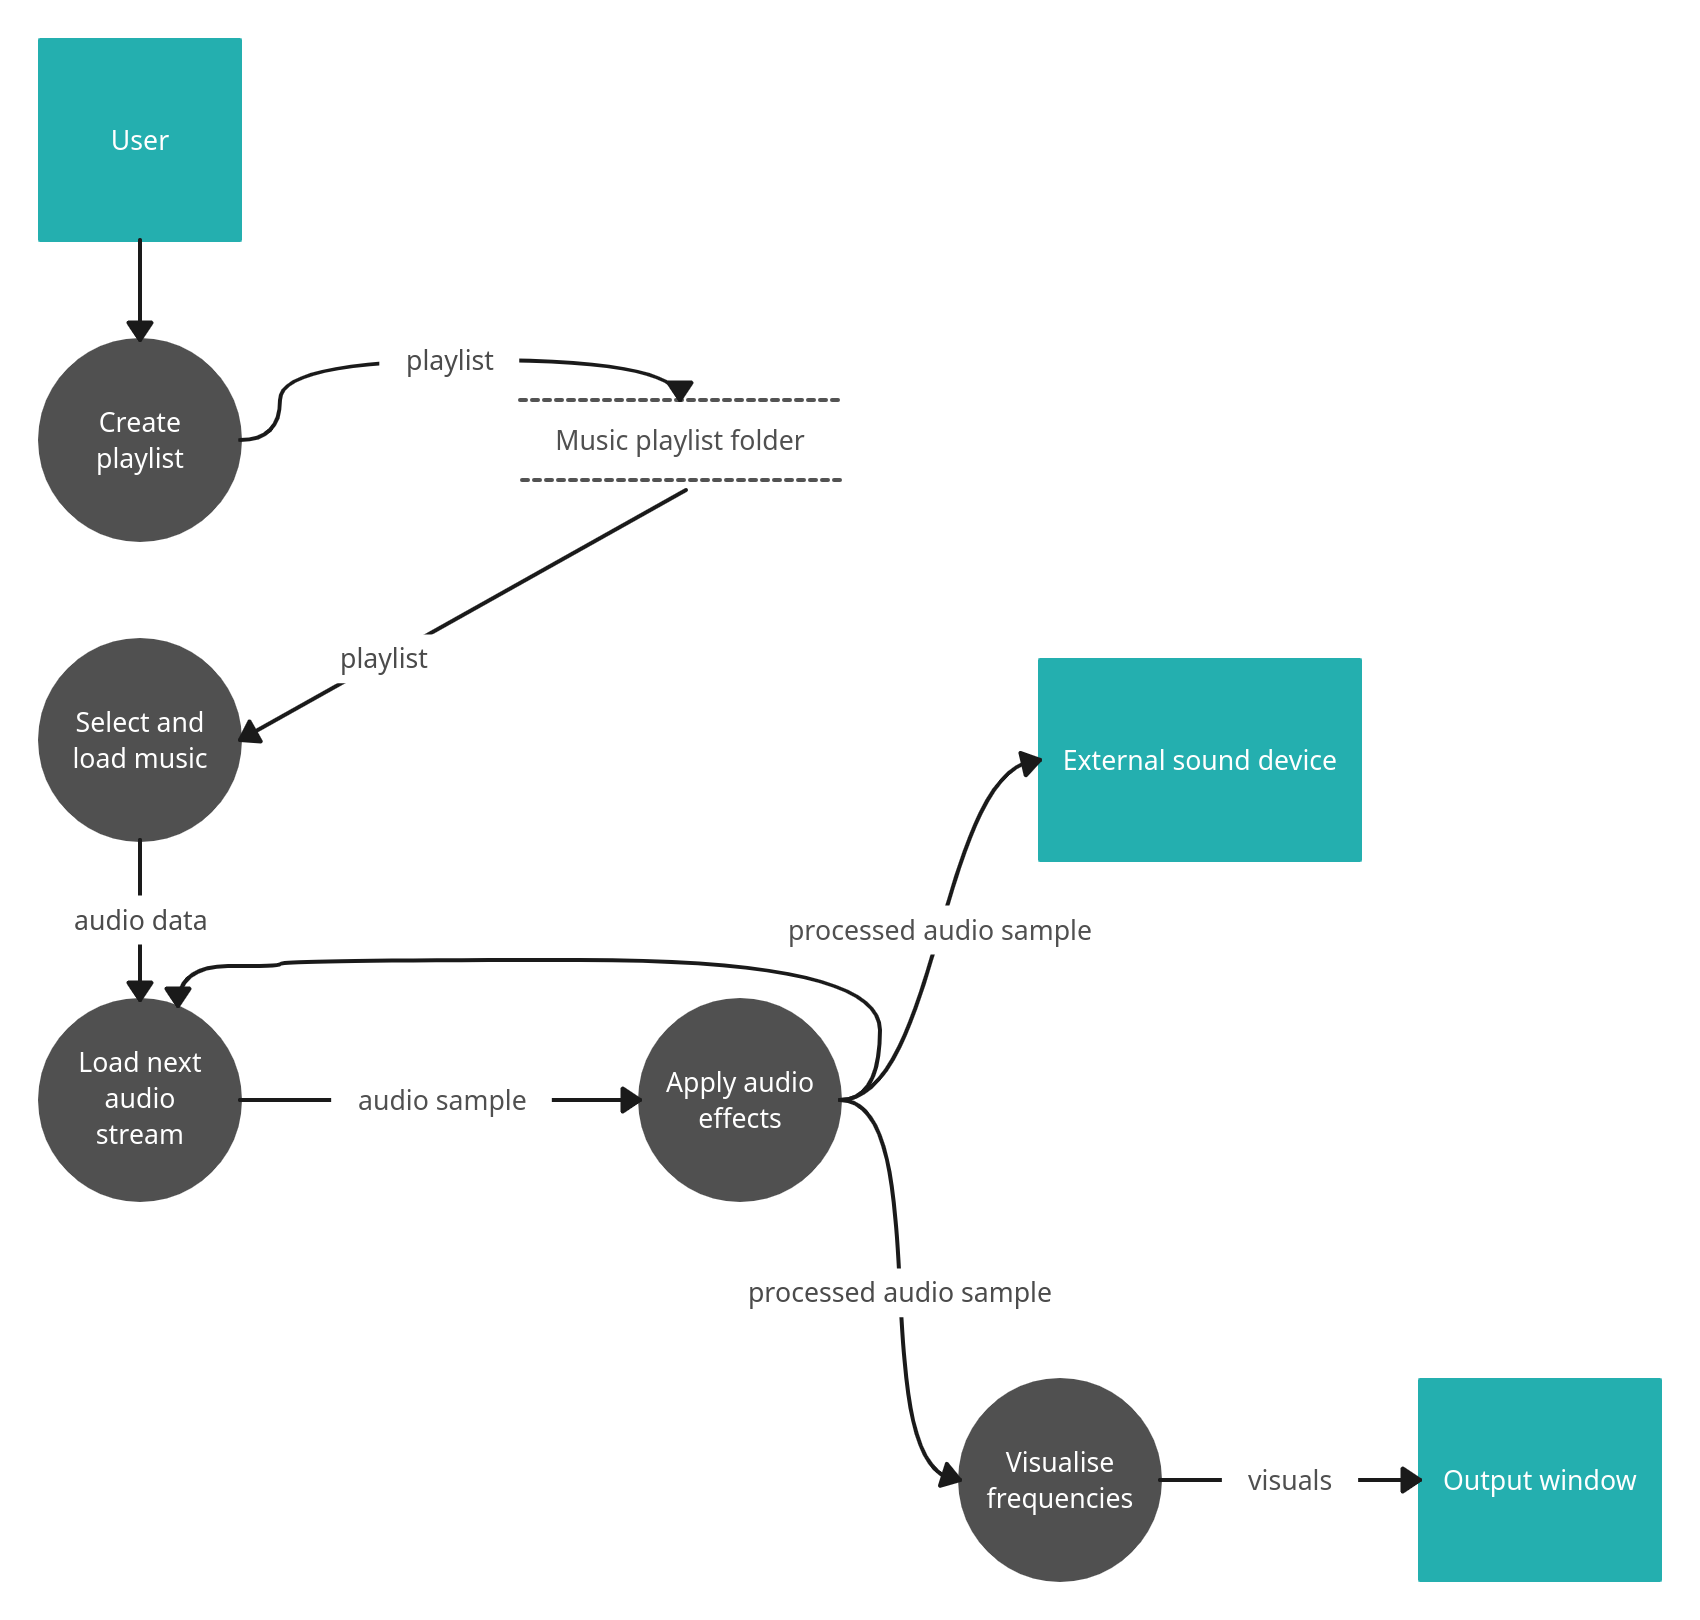 User
Create
playlist
playlist
Music playlist folder
playlist
Select and
load music
External sound device
audio data
processed audio sample
Load next
audio
stream
audio sample
Apply audio
effects
processed audio sample
Visualise
frequencies
visuals
Output window